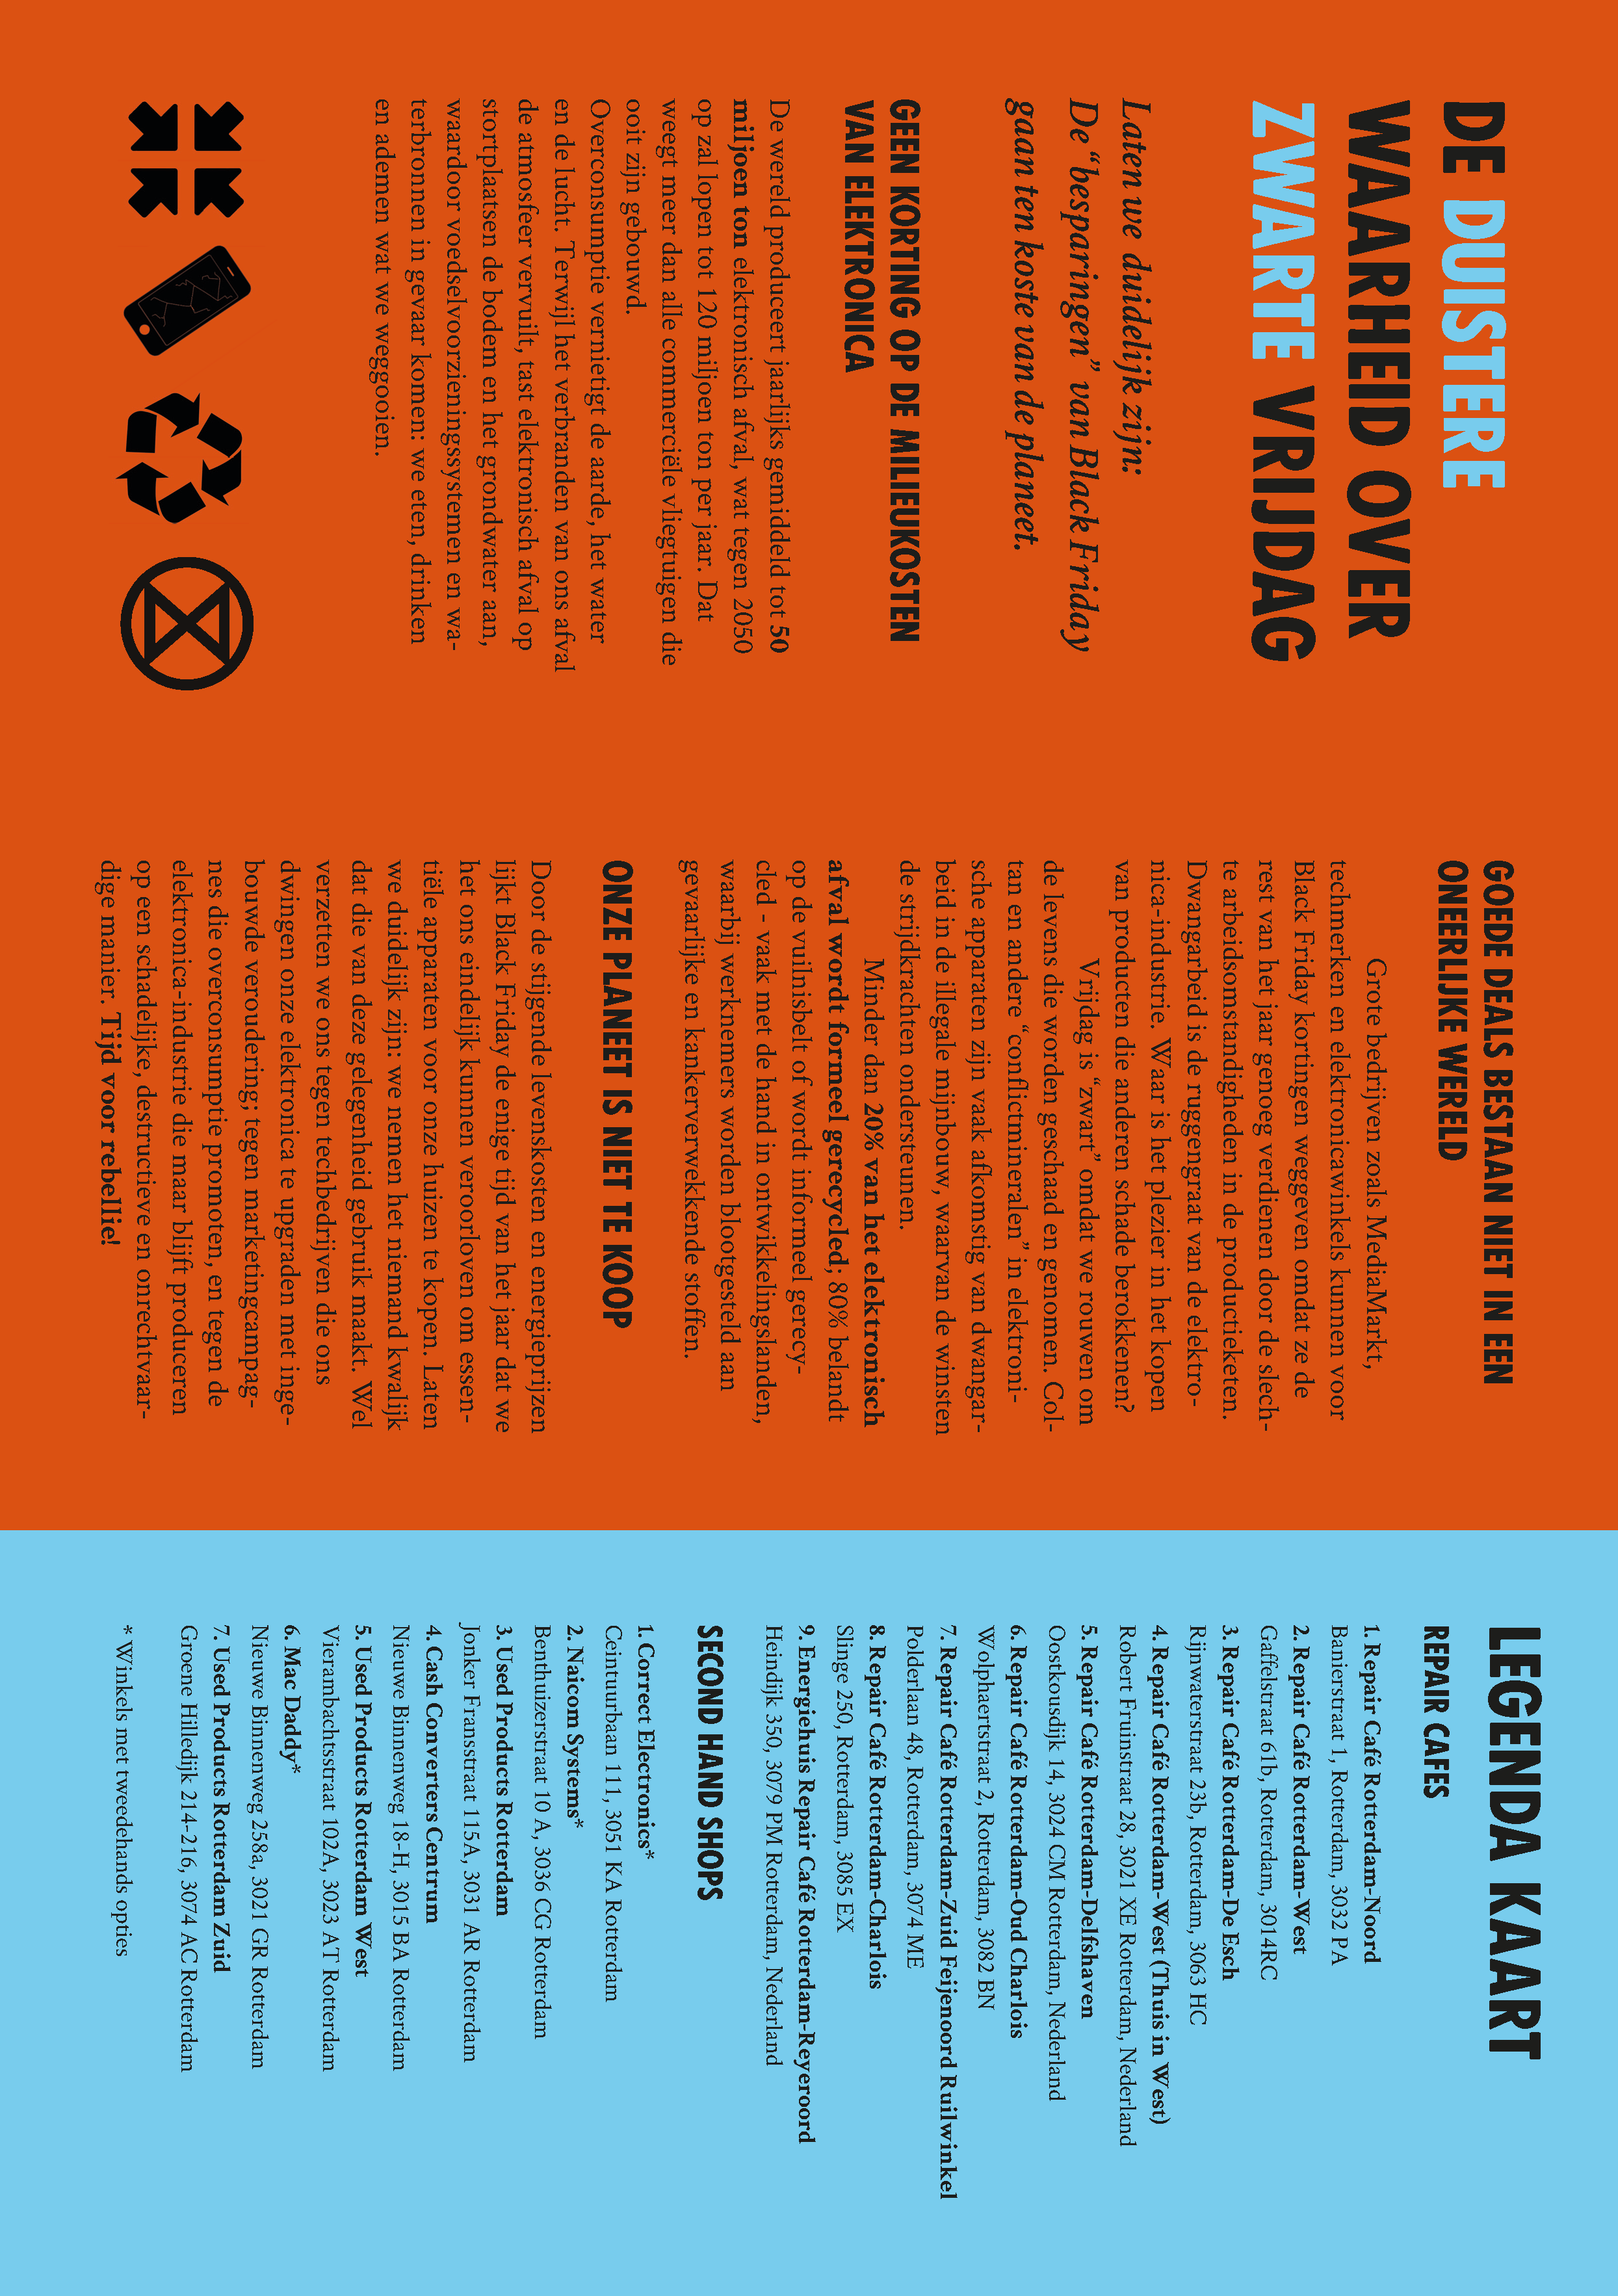 DE DUISTERE
WAARHEID OVER
ZWARTE VRIJDAG
Laten we duidelijk zijn:
De “besparingen” van Black Friday
gaan ten koste van de planeet.
GEEN KORTING OP DE MILIEUKOSTEN
VAN ELEKTRONICA
De wereld produceert jaarlijks gemiddeld tot 50
miljoen ton elektronisch afval, wat tegen 2050
op zal lopen tot 120 miljoen ton per jaar. Dat
weegt meer dan alle commerciële vliegtuigen die
ooit zijn gebouwd.
Overconsumptie vernietigt de aarde, het water
en de lucht. Terwijl het verbranden van ons afval
de atmosfeer vervuilt, tast elektronisch afval op
stortplaatsen de bodem en het grondwater aan,
waardoor voedselvoorzieningssystemen en wa-
terbronnen in gevaar komen: we eten, drinken
en ademen wat we weggooien.
GOEDE DEALS BESTAAN NIET IN EEN
ONEERLIJKE WERELD
Grote bedrijven zoals MediaMarkt,
techmerken en elektronicawinkels kunnen voor
Black Friday kortingen weggeven omdat ze de
rest van het jaar genoeg verdienen door de slech-
te arbeidsomstandigheden in de productieketen.
Dwangarbeid is de ruggengraat van de elektro-
nica-industrie. Waar is het plezier in het kopen
van producten die anderen schade berokkenen?
Vrijdag is “zwart” omdat we rouwen om
de levens die worden geschaad en genomen. Col-
tan en andere “conflictmineralen” in elektroni-
sche apparaten zijn vaak afkomstig van dwangar-
beid in de illegale mijnbouw, waarvan de winsten
de strijdkrachten ondersteunen.
Minder dan 20% van het elektronisch
afval wordt formeel gerecycled; 80% belandt
op de vuilnisbelt of wordt informeel gerecy-
cled - vaak met de hand in ontwikkelingslanden,
waarbij werknemers worden blootgesteld aan
gevaarlijke en kankerverwekkende stoffen.
ONZE PLANEET IS NIET TE KOOP
Door de stijgende levenskosten en energieprijzen
lijkt Black Friday de enige tijd van het jaar dat we
het ons eindelijk kunnen veroorloven om essen-
tiële apparaten voor onze huizen te kopen. Laten
we duidelijk zijn: we nemen het niemand kwalijk
dat die van deze gelegenheid gebruik maakt. Wel
verzetten we ons tegen techbedrijven die ons
dwingen onze elektronica te upgraden met inge-
bouwde veroudering; tegen marketingcampag-
nes die overconsumptie promoten, en tegen de
elektronica-industrie die maar blijft produceren
op een schadelijke, destructieve en onrechtvaar-
dige manier. Tijd voor rebellie!
LEGENDA KAART
REPAIR CAFES
1. Repair Café Rotterdam-Noord
Banierstraat 1, Rotterdam, 3032 PA
2. Repair Café Rotterdam-West
Gaffelstraat 61b, Rotterdam, 3014RC
3. Repair Café Rotterdam-De Esch
Rijnwaterstraat 23b, Rotterdam, 3063 HC
4. Repair Café Rotterdam-West (Thuis in West)
Robert Fruinstraat 28, 3021 XE Rotterdam, Nederland
5. Repair Café Rotterdam-Delfshaven
Oostkousdijk 14, 3024 CM Rotterdam, Nederland
6. Repair Café Rotterdam-Oud Charlois
Wolphaertsstraat 2, Rotterdam, 3082 BN
7. Repair Café Rotterdam-Zuid Feijenoord Ruilwinkel
Polderlaan 48, Rotterdam, 3074 ME
8. Repair Café Rotterdam-Charlois
Slinge 250, Rotterdam, 3085 EX
9. Energiehuis Repair Café Rotterdam-Reyeroord
Heindijk 350, 3079 PM Rotterdam, Nederland
SECOND HAND SHOPS
1. Correct Electronics*
Ceintuurbaan 111, 3051 KA Rotterdam
2. Naicom Systems*
Benthuizerstraat 10 A, 3036 CG Rotterdam
3. Used Products Rotterdam
Jonker Fransstraat 115A, 3031 AR Rotterdam
4. Cash Converters Centrum
Nieuwe Binnenweg 18-H, 3015 BA Rotterdam
5. Used Products Rotterdam West
Vierambachtsstraat 102A, 3023 AT Rotterdam
6. Mac Daddy*
Nieuwe Binnenweg 258a, 3021 GR Rotterdam
7. Used Products Rotterdam Zuid
Groene Hilledijk 214-216, 3074 AC Rotterdam
* Winkels met tweedehands opties